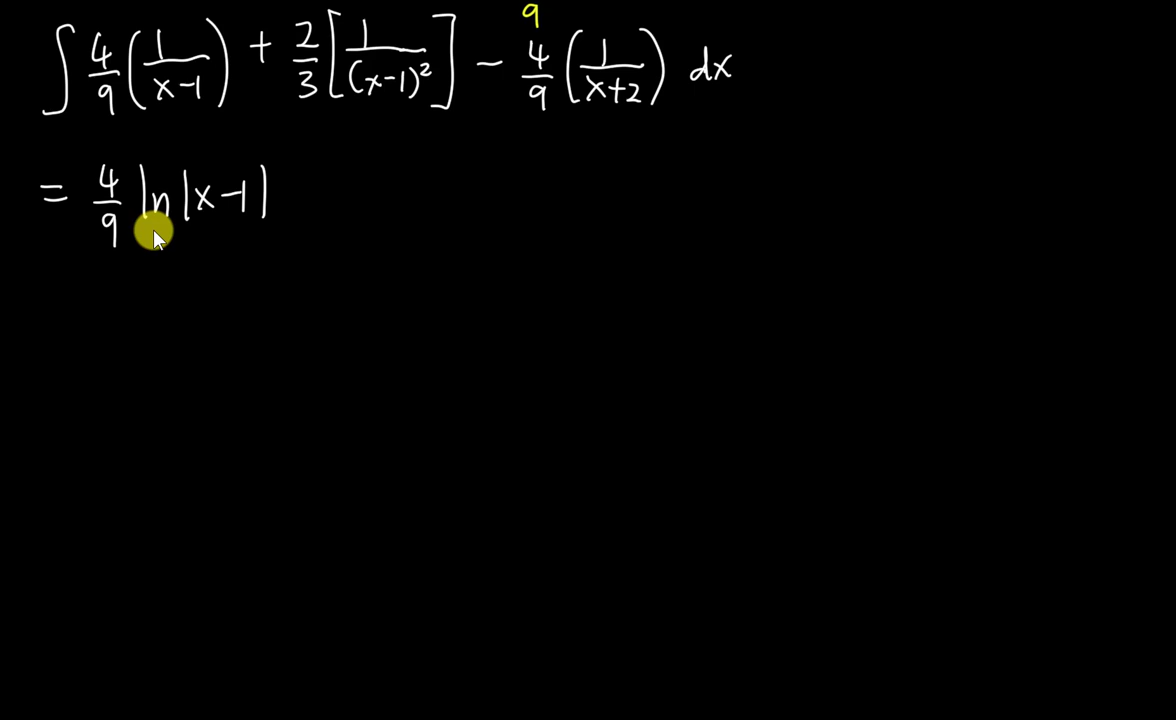 9
∫ 4/9 (1/(x-1)) + 2/3 [1/(x-1)²] - 4/9 (1/(x+2)) dx
= 4/9 ln|x-1|